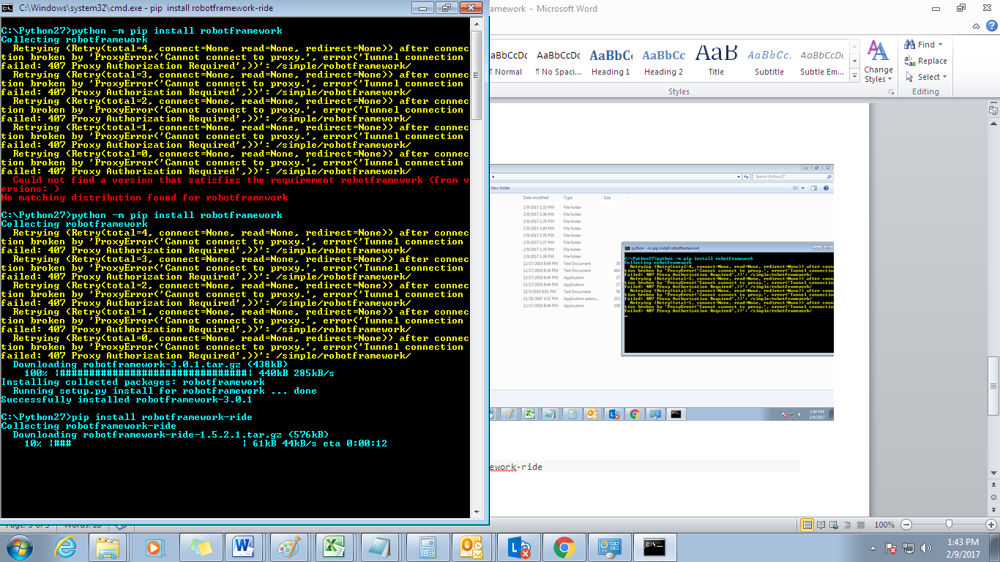 C:\Windows\system32\cmd.exe - pip  install robotframework-ride
C:\Python27>python -m pip install robotframework
Collecting robotframework
  Retrying (Retry(total=4, connect=None, read=None, redirect=None)) after connec
tion broken by 'ProxyError('Cannot connect to proxy.', error('Tunnel connection
failed: 407 Proxy Authorization Required',))': /simple/robotframework/
  Retrying (Retry(total=3, connect=None, read=None, redirect=None)) after connec
tion broken by 'ProxyError('Cannot connect to proxy.', error('Tunnel connection
failed: 407 Proxy Authorization Required',))': /simple/robotframework/
  Retrying (Retry(total=2, connect=None, read=None, redirect=None)) after connec
tion broken by 'ProxyError('Cannot connect to proxy.', error('Tunnel connection
failed: 407 Proxy Authorization Required',))': /simple/robotframework/
  Retrying (Retry(total=1, connect=None, read=None, redirect=None)) after connec
tion broken by 'ProxyError('Cannot connect to proxy.', error('Tunnel connection
failed: 407 Proxy Authorization Required',))': /simple/robotframework/
  Retrying (Retry(total=0, connect=None, read=None, redirect=None)) after connec
tion broken by 'ProxyError('Cannot connect to proxy.', error('Tunnel connection
failed: 407 Proxy Authorization Required',))': /simple/robotframework/
  Could not find a version that satisfies the requirement robotframework (from v
ersions: )
No matching distribution found for robotframework
C:\Python27>python -m pip install robotframework
Collecting robotframework
  Retrying (Retry(total=4, connect=None, read=None, redirect=None)) after connec
tion broken by 'ProxyError('Cannot connect to proxy.', error('Tunnel connection
failed: 407 Proxy Authorization Required',))': /simple/robotframework/
  Retrying (Retry(total=3, connect=None, read=None, redirect=None)) after connec
tion broken by 'ProxyError('Cannot connect to proxy.', error('Tunnel connection
failed: 407 Proxy Authorization Required',))': /simple/robotframework/
  Retrying (Retry(total=2, connect=None, read=None, redirect=None)) after connec
tion broken by 'ProxyError('Cannot connect to proxy.', error('Tunnel connection
failed: 407 Proxy Authorization Required',))': /simple/robotframework/
  Retrying (Retry(total=1, connect=None, read=None, redirect=None)) after connec
tion broken by 'ProxyError('Cannot connect to proxy.', error('Tunnel connection
failed: 407 Proxy Authorization Required',))': /simple/robotframework/
  Retrying (Retry(total=0, connect=None, read=None, redirect=None)) after connec
tion broken by 'ProxyError('Cannot connect to proxy.', error('Tunnel connection
failed: 407 Proxy Authorization Required',))': /simple/robotframework/
  Downloading robotframework-3.0.1.tar.gz (438kB)
    100% |################################| 440kB 285kB/s
Installing collected packages: robotframework
  Running setup.py install for robotframework ... done
Successfully installed robotframework-3.0.1
C:\Python27>pip install robotframework-ride
Collecting robotframework-ride
  Downloading robotframework-ride-1.5.2.1.tar.gz (576kB)
    10% |###                             | 61kB 44kB/s eta 0:00:12
amework - Microsoft Word
aBbCcDc AaBbCcDc AaBbCc AaBbCc AaB AaBbCc. AaBbCcDc
¶ Normal ¶ No Spaci... Heading 1 Heading 2 Title Subtitle Subtle Em...
Change
Styles
Find
Replace
Select
Styles
Editing
Search Python27
New folder
Date modified Type Size
2/9/2017 1:35 PM File folder
2/9/2017 1:36 PM File folder
2/9/2017 1:35 PM File folder
2/9/2017 1:40 PM File folder
2/9/2017 1:35 PM File folder
2/9/2017 1:37 PM File folder
2/9/2017 1:35 PM File folder
2/9/2017 1:36 PM File folder
12/17/2016 8:49 PM Text Document 38
12/17/2016 8:34 PM Text Document 464
12/17/2016 8:44 PM Application 27
12/17/2016 8:44 PM Application 27
12/3/2016 9:01 PM Text Document 56
11/28/2007 4:32 PM Application extens... 253
12/17/2016 8:44 PM Application 109
python -m pip install robotframework
C:\Python27>python -m pip install robotframework
Collecting robotframework
  Retrying (Retry(total=4, connect=None, read=None, redirect=None)) after connec
tion broken by 'ProxyError('Cannot connect to proxy.', error('Tunnel connection
failed: 407 Proxy Authorization Required',))': /simple/robotframework/
  Retrying (Retry(total=3, connect=None, read=None, redirect=None)) after connec
tion broken by 'ProxyError('Cannot connect to proxy.', error('Tunnel connection
failed: 407 Proxy Authorization Required',))': /simple/robotframework/
  Retrying (Retry(total=2, connect=None, read=None, redirect=None)) after connec
tion broken by 'ProxyError('Cannot connect to proxy.', error('Tunnel connection
failed: 407 Proxy Authorization Required',))': /simple/robotframework/
  Retrying (Retry(total=1, connect=None, read=None, redirect=None)) after connec
tion broken by 'ProxyError('Cannot connect to proxy.', error('Tunnel connection
failed: 407 Proxy Authorization Required',))': /simple/robotframework/
1:40 PM
2/9/2017
ework-ride
100%
1:43 PM
2/9/2017